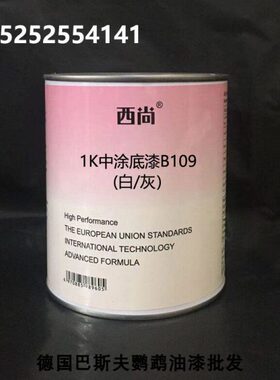 5252554141
西尚®
1K中涂底漆B109
(白/灰)
High Performance
THE EUROPEAN UNION STANDARDS
INTERNATIONAL TECHNOLOGY
ADVANCED FORMULA
德国巴斯夫鹦鹉油漆批发